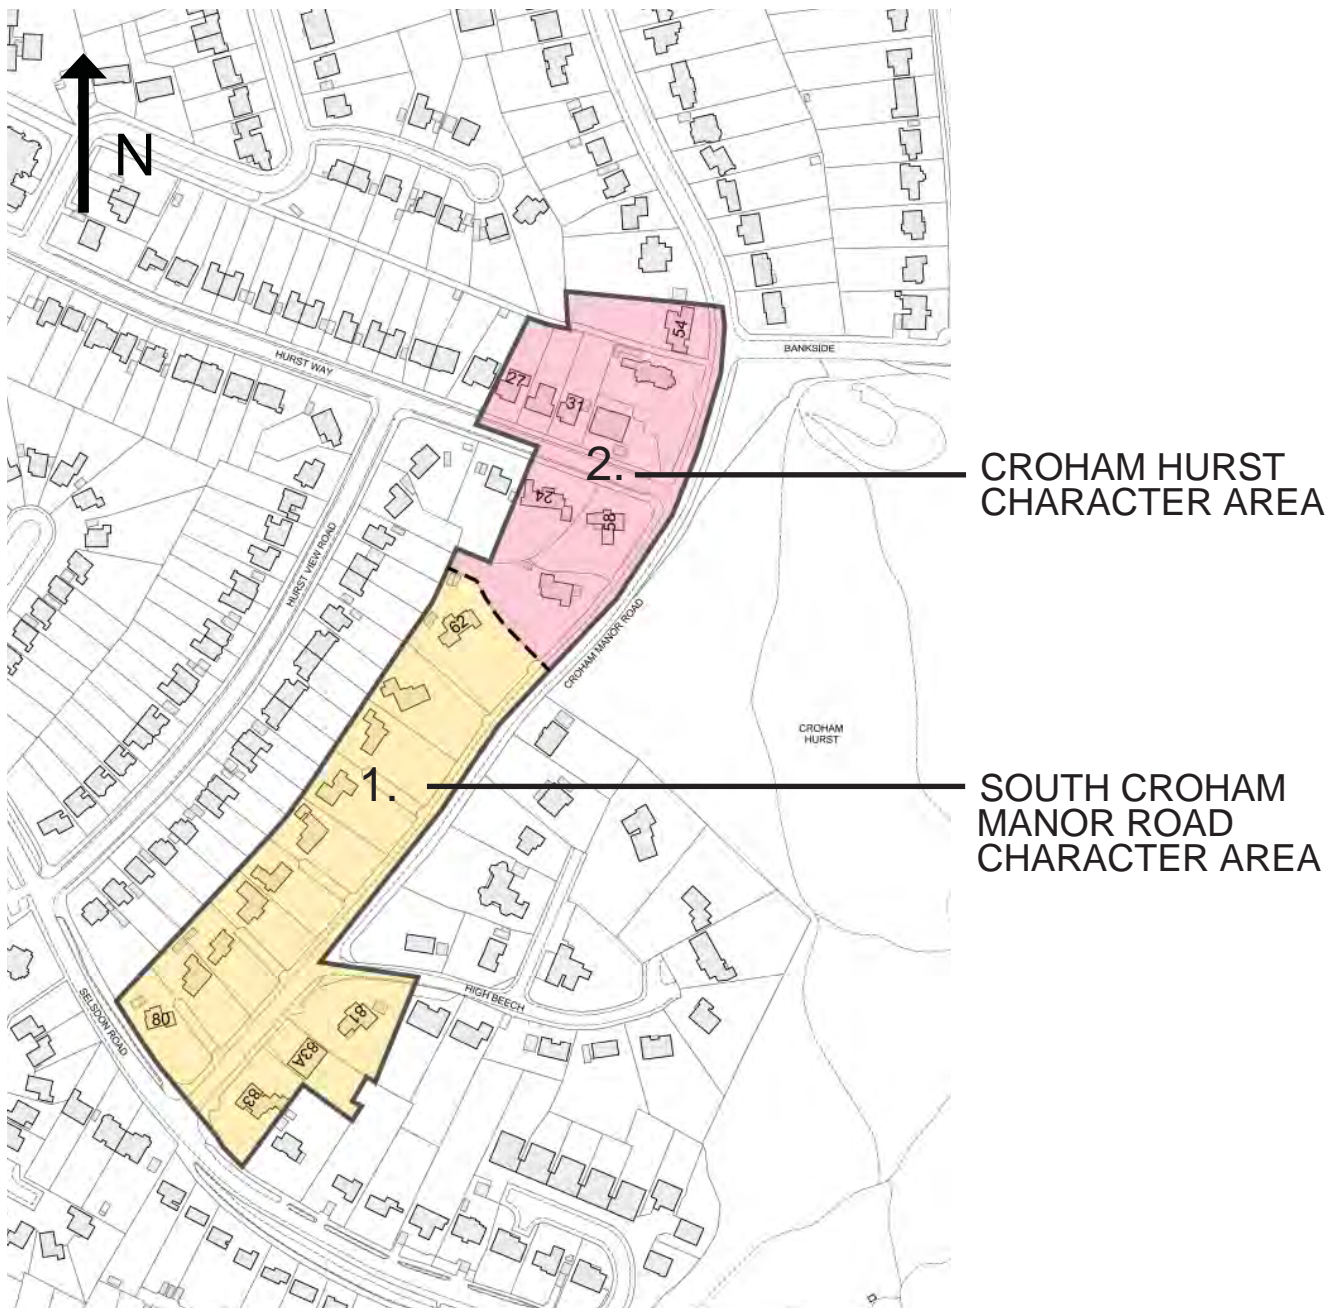 N
54
BANKSIDE
HURST WAY
27
31
2.
CROHAM HURST
CHARACTER AREA
24
58
HURST VIEW ROAD
62
CROHAM MANOR ROAD
CROHAM
HURST
1.
SOUTH CROHAM
MANOR ROAD
CHARACTER AREA
HIGH BEECH
SELSDON ROAD
80
81
83A
83